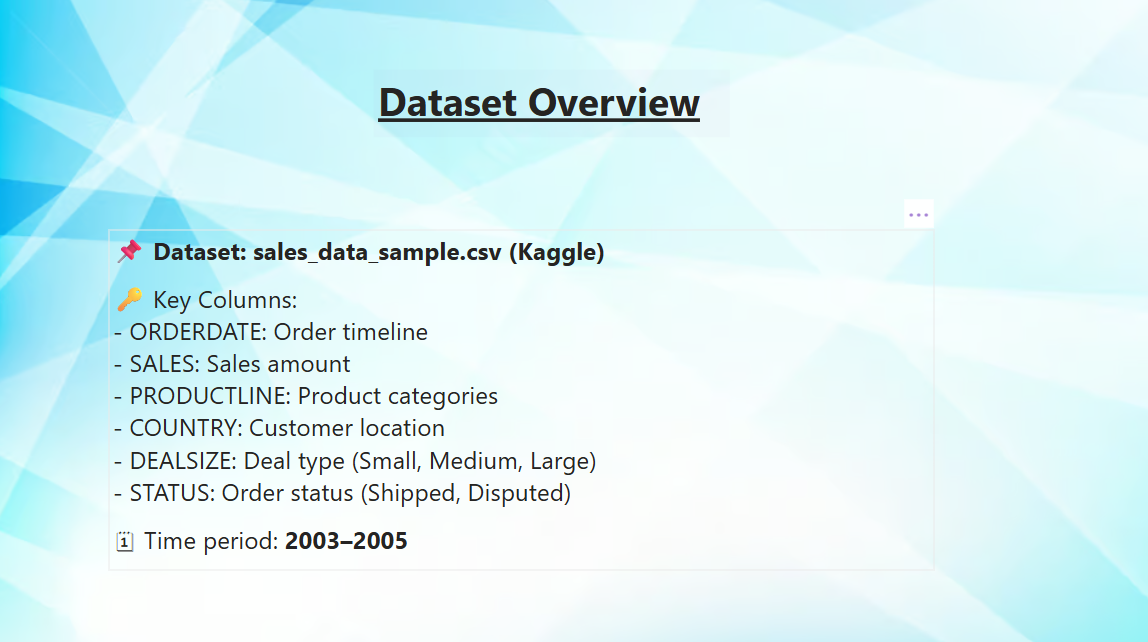 Dataset Overview
...
📌 Dataset: sales_data_sample.csv (Kaggle)
🔑 Key Columns:
- ORDERDATE: Order timeline
- SALES: Sales amount
- PRODUCTLINE: Product categories
- COUNTRY: Customer location
- DEALSIZE: Deal type (Small, Medium, Large)
- STATUS: Order status (Shipped, Disputed)
🗓 Time period: 2003–2005